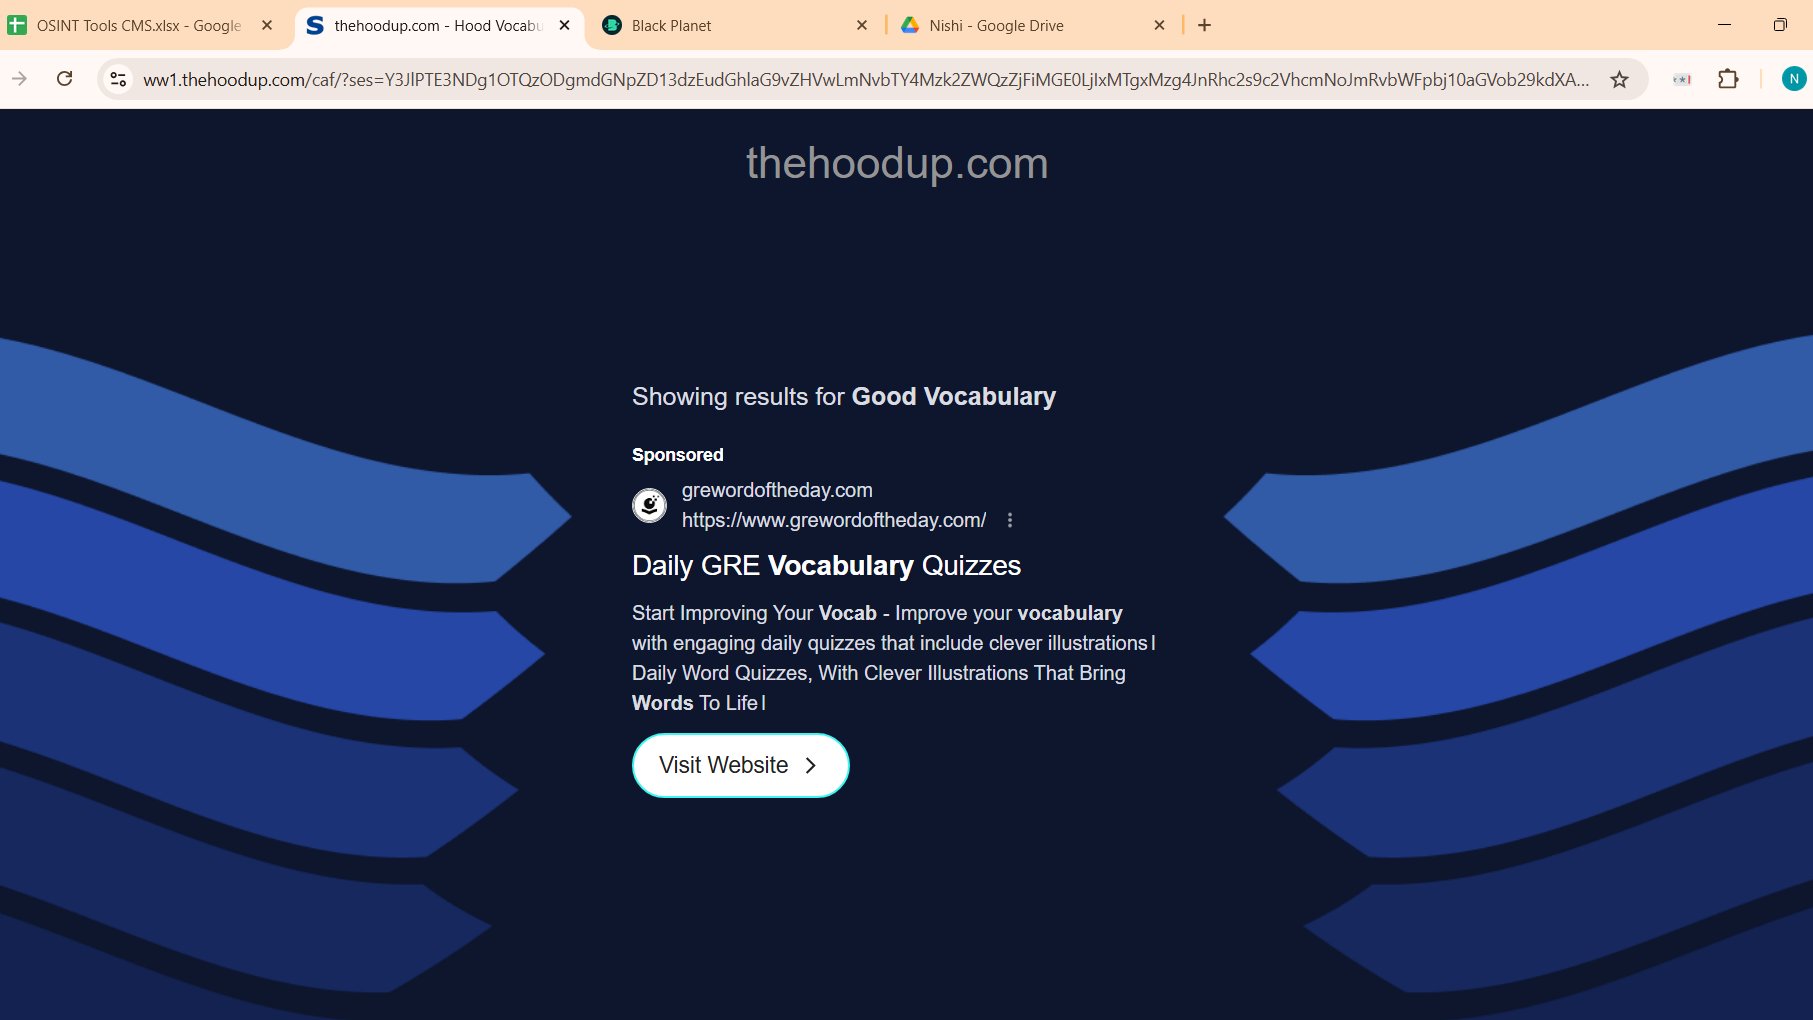 OSINT Tools CMS.xlsx - Google
thehoodup.com - Hood Vocabu
Black Planet
Nishi - Google Drive
ww1.thehoodup.com/caf/?ses=Y3JlPTE3NDg1OTQzODgmdGNpZD13dzEudGhlaG9vZHVwLmNvbTY4Mzk2ZWQzZjFiMGE0LjIxMTgxMzg4JnRhc2s9c2VhcmNoJmRvbWFpbj10aGVob29kdXA...
N
thehoodup.com
Showing results for Good Vocabulary
Sponsored
grewordoftheday.com
https://www.grewordoftheday.com/
Daily GRE Vocabulary Quizzes
Start Improving Your Vocab - Improve your vocabulary
with engaging daily quizzes that include clever illustrations |
Daily Word Quizzes, With Clever Illustrations That Bring
Words To Life |
Visit Website